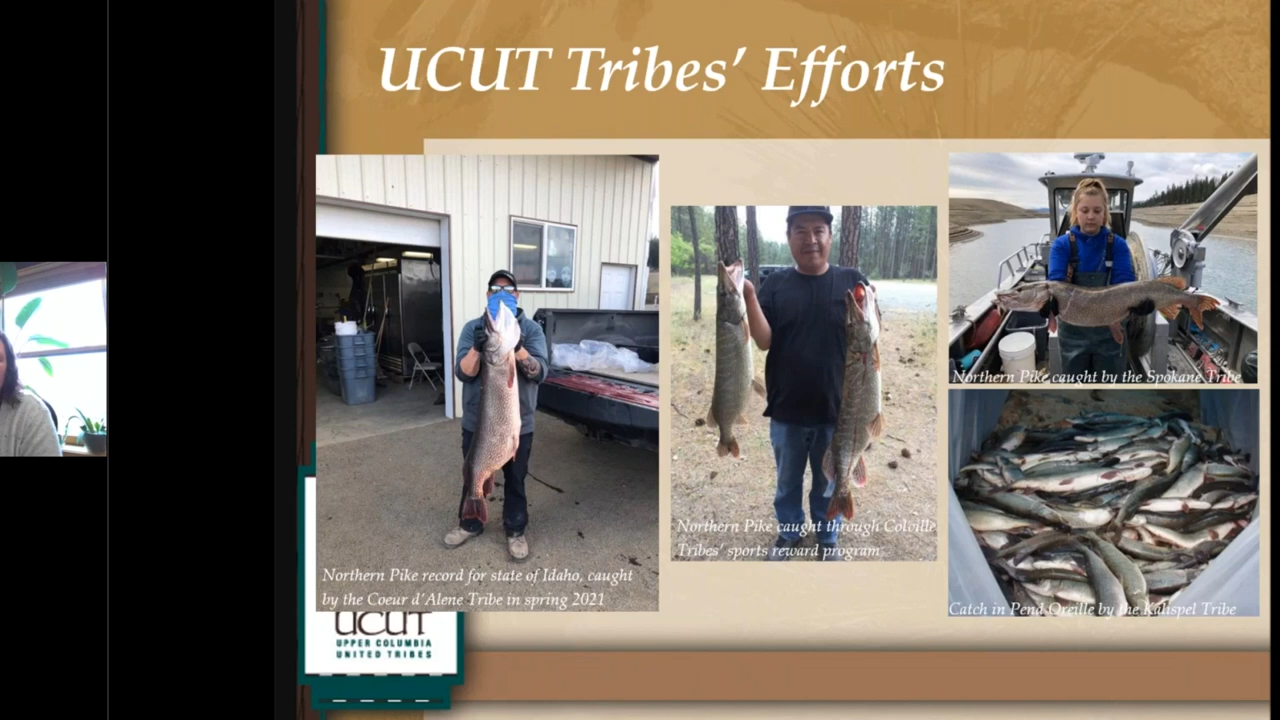 UCUT Tribes' Efforts
Northern Pike record for state of Idaho, caught
by the Coeur d'Alene Tribe in spring 2021
Northern Pike caught through Colville
Tribes' sports reward program
Northern Pike caught by the Spokane Tribe
Catch in Pend Oreille by the Kalispel Tribe
UCUT
UPPER COLUMBIA
UNITED TRIBES